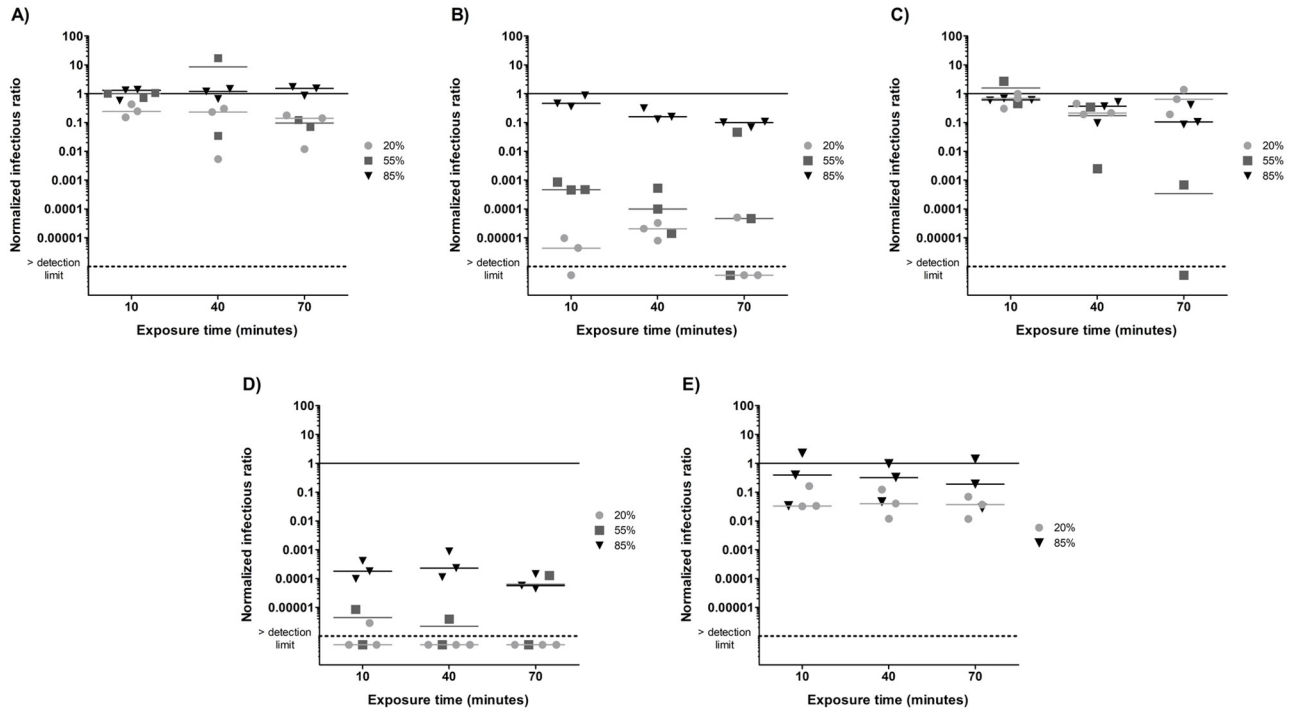 A)
Normalized infectious ratio
100
10
1
0.1
0.01
0.001
0.0001
0.00001
> detection
limit
10
40
70
Exposure time (minutes)
20%
55%
85%
B)
Normalized infectious ratio
100
10
1
0.1
0.01
0.001
0.0001
0.00001
> detection
limit
10
40
70
Exposure time (minutes)
20%
55%
85%
C)
Normalized infectious ratio
100
10
1
0.1
0.01
0.001
0.0001
0.00001
> detection
limit
10
40
70
Exposure time (minutes)
20%
55%
85%
D)
Normalized infectious ratio
100
10
1
0.1
0.01
0.001
0.0001
0.00001
> detection
limit
10
40
70
Exposure time (minutes)
20%
55%
85%
E)
Normalized infectious ratio
100
10
1
0.1
0.01
0.001
0.0001
0.00001
> detection
limit
10
40
70
Exposure time (minutes)
20%
85%